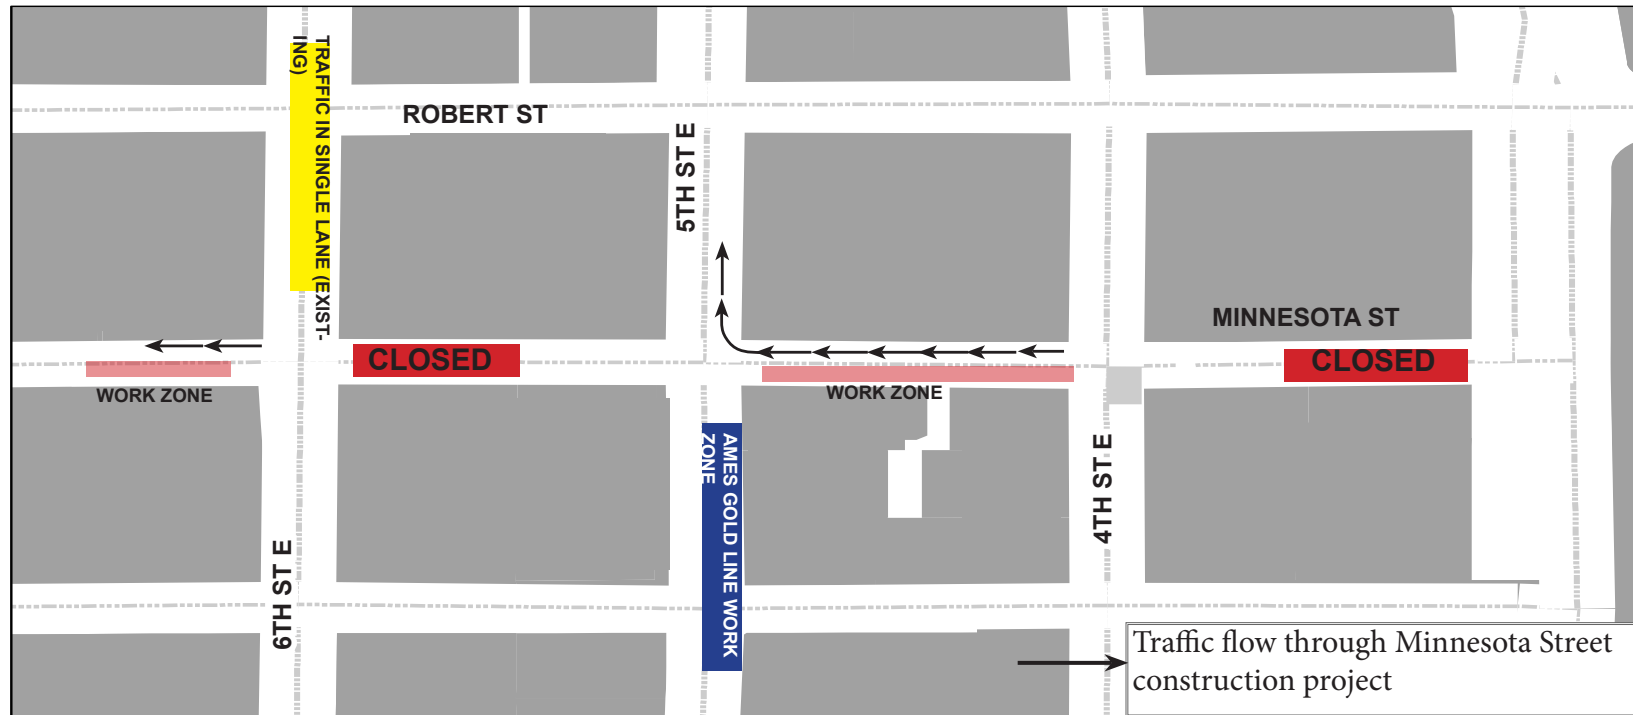 TRAFFIC IN SINGLE LANE (EXIST-
ING)
ROBERT ST
5TH ST E
MINNESOTA ST
CLOSED
CLOSED
WORK ZONE
WORK ZONE
AMES GOLD LINE WORK
ZONE
4TH ST E
6TH ST E
Traffic flow through Minnesota Street
construction project